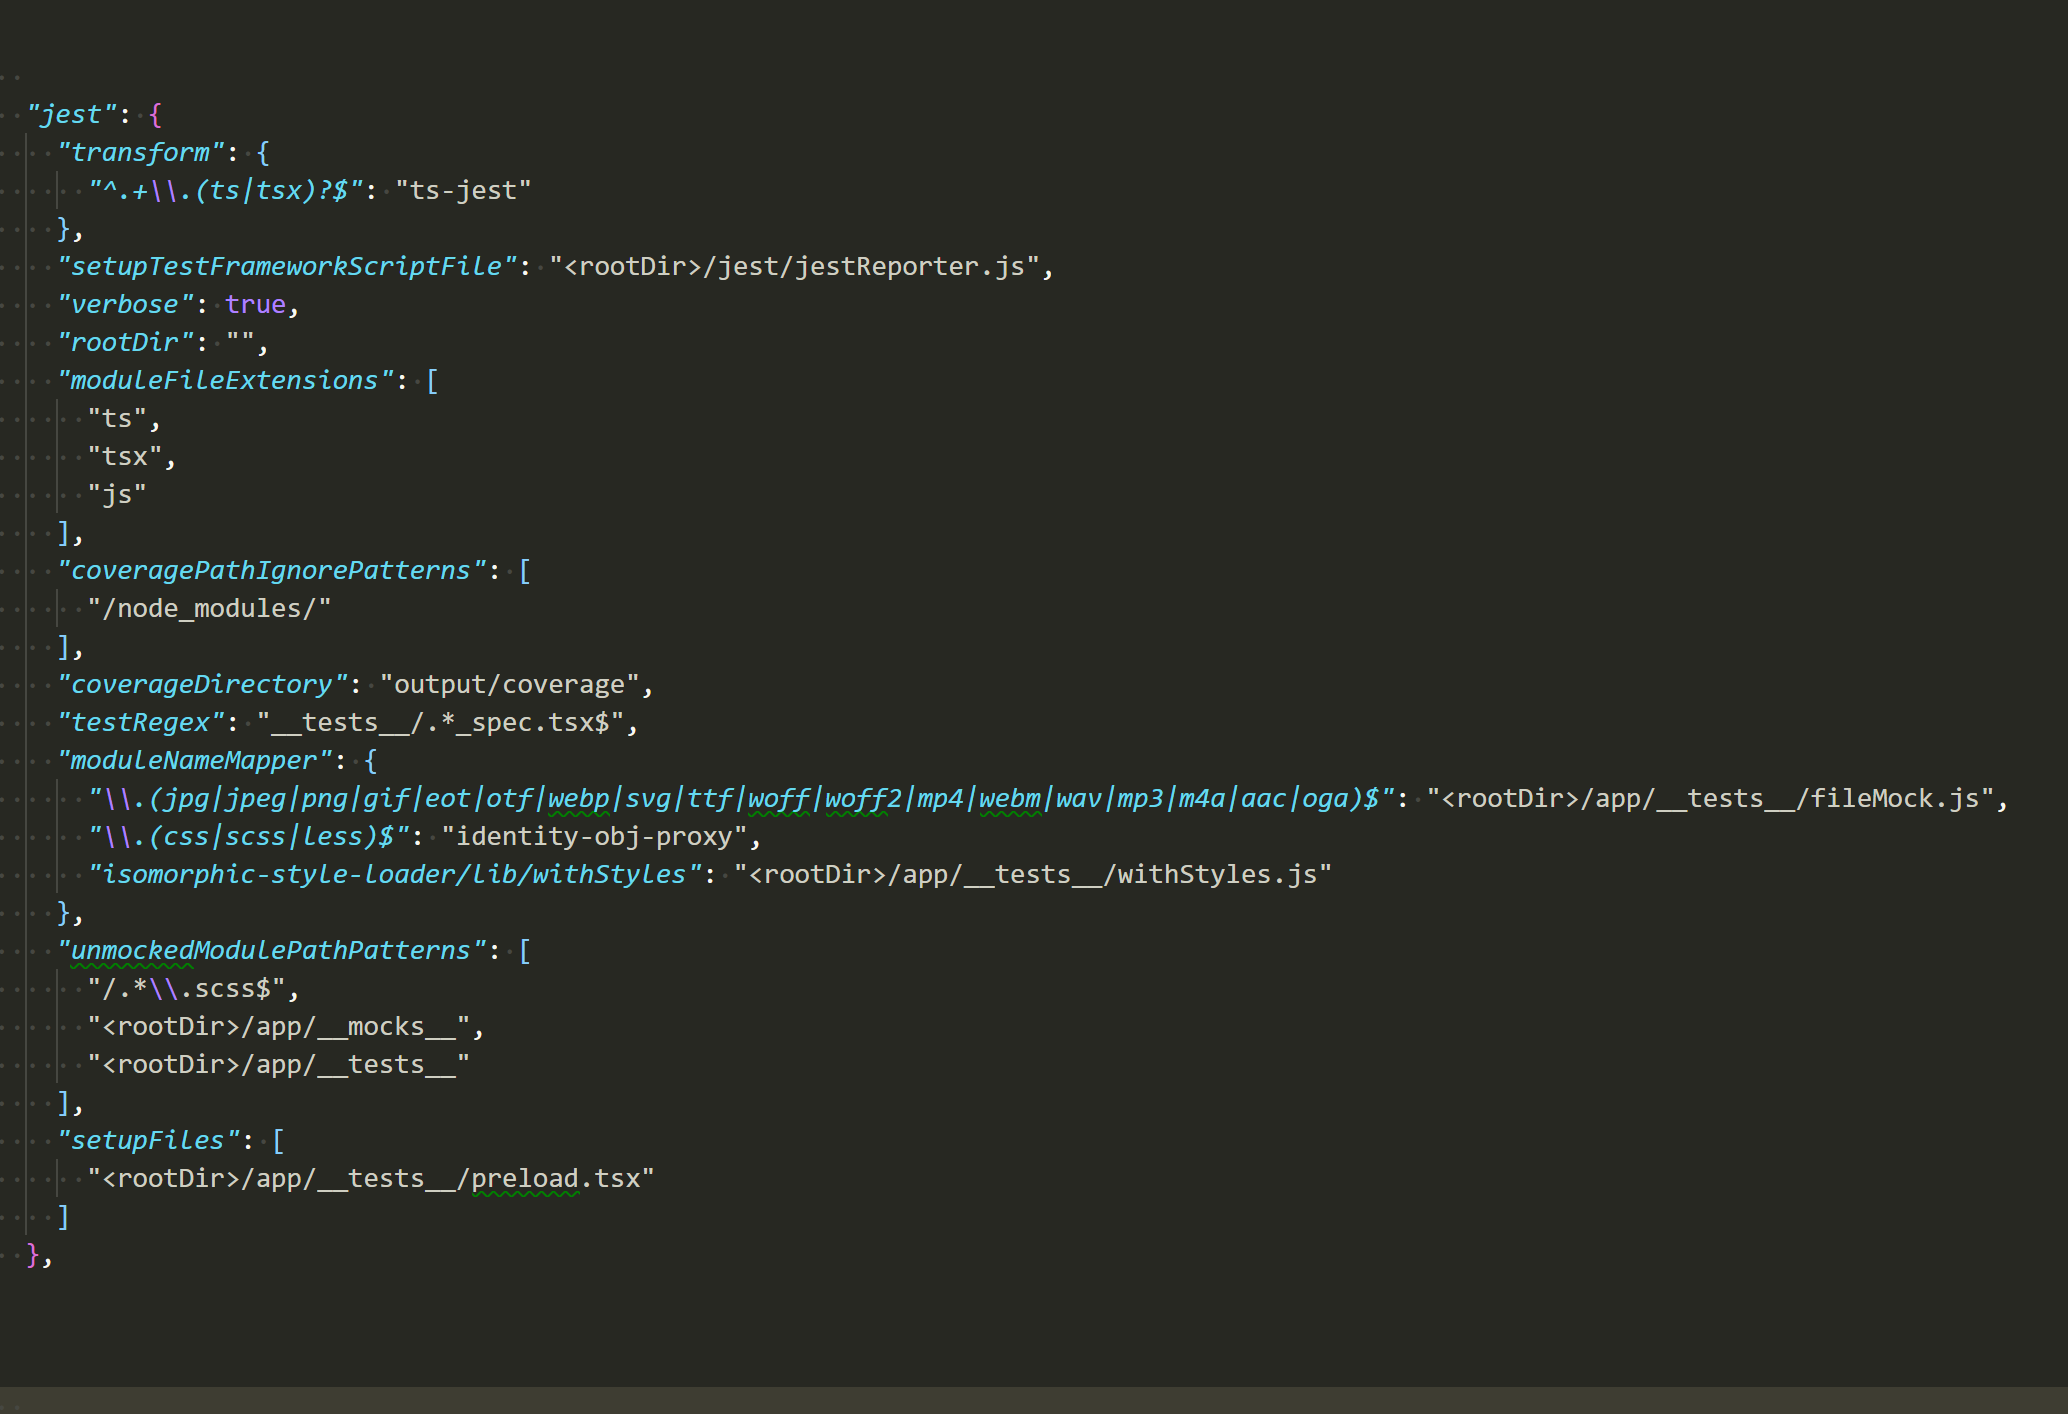 "jest": {
"transform": {
"^.+\\.(ts|tsx)?$": "ts-jest"
},
"setupTestFrameworkScriptFile": "<rootDir>/jest/jestReporter.js",
"verbose": true,
"rootDir": "",
"moduleFileExtensions": [
"ts",
"tsx",
"js"
],
"coveragePathIgnorePatterns": [
"/node_modules/"
],
"coverageDirectory": "output/coverage",
"testRegex": "__tests__/.*_spec.tsx$",
"moduleNameMapper": {
"\\.(jpg|jpeg|png|gif|eot|otf|webp|svg|ttf|woff|woff2|mp4|webm|wav|mp3|m4a|aac|oga)$": "<rootDir>/app/__tests__/fileMock.js",
"\\.(css|scss|less)$": "identity-obj-proxy",
"isomorphic-style-loader/lib/withStyles": "<rootDir>/app/__tests__/withStyles.js"
},
"unmockedModulePathPatterns": [
"/.*\\.scss$",
"<rootDir>/app/__mocks__",
"<rootDir>/app/__tests__"
],
"setupFiles": [
"<rootDir>/app/__tests__/preload.tsx"
]
},